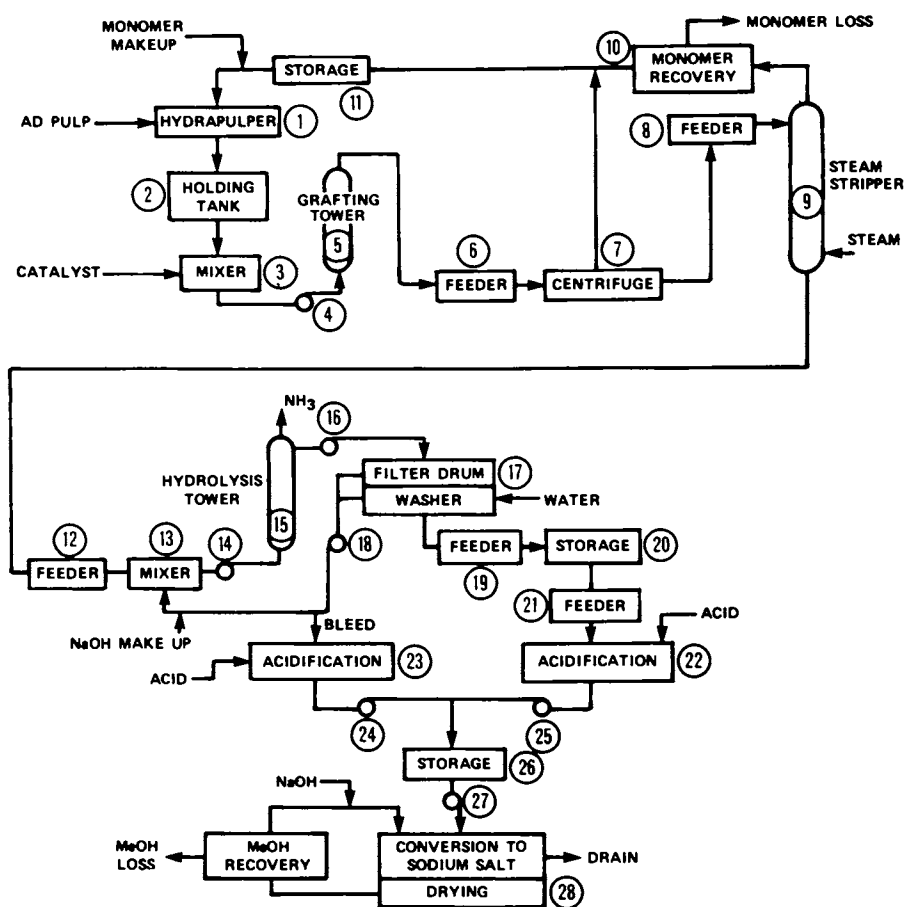 MONOMER
MAKEUP
STORAGE
11
10
MONOMER
RECOVERY
MONOMER LOSS
AD PULP
HYDRAPULPER
1
8
FEEDER
2
HOLDING
TANK
GRAFTING
TOWER
5
STEAM
STRIPPER
9
STEAM
CATALYST
MIXER
3
4
6
FEEDER
7
CENTRIFUGE
NH3
16
HYDROLYSIS
TOWER
15
FILTER DRUM
17
WASHER
WATER
12
FEEDER
13
MIXER
14
18
FEEDER
19
STORAGE
20
21
FEEDER
NaOH MAKE UP
BLEED
ACID
ACID
ACIDIFICATION
23
ACIDIFICATION
22
24
25
STORAGE
26
NaOH
27
MeOH
LOSS
MeOH
RECOVERY
CONVERSION TO
SODIUM SALT
DRAIN
DRYING
28